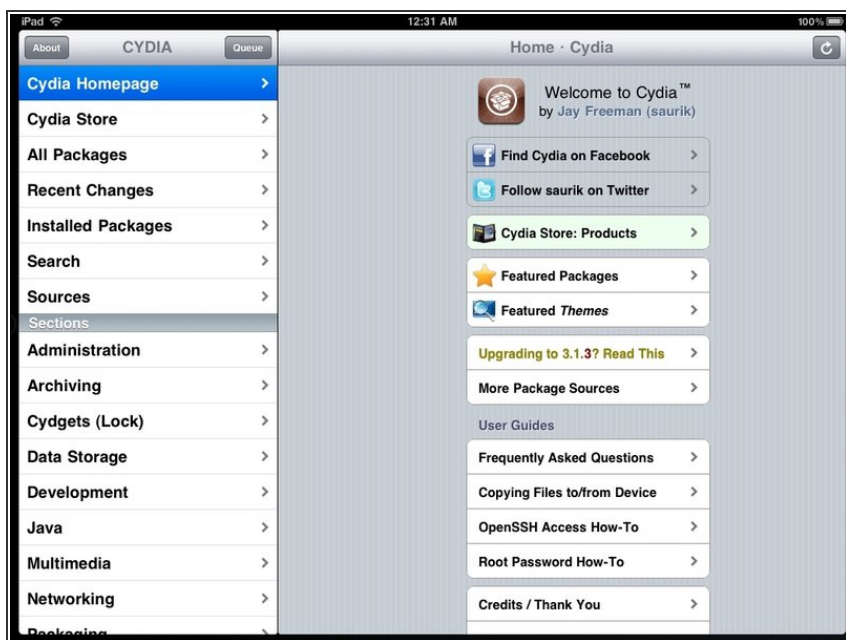 iPad 12:31 AM 100%
About CYDIA Queue
Cydia Homepage
Cydia Store
All Packages
Recent Changes
Installed Packages
Search
Sources
Sections
Administration
Archiving
Cydgets (Lock)
Data Storage
Development
Java
Multimedia
Networking
Packaging
Home · Cydia
Welcome to Cydia™
by Jay Freeman (saurik)
Find Cydia on Facebook
Follow saurik on Twitter
Cydia Store: Products
Featured Packages
Featured Themes
Upgrading to 3.1.3? Read This
More Package Sources
User Guides
Frequently Asked Questions
Copying Files to/from Device
OpenSSH Access How-To
Root Password How-To
Credits / Thank You